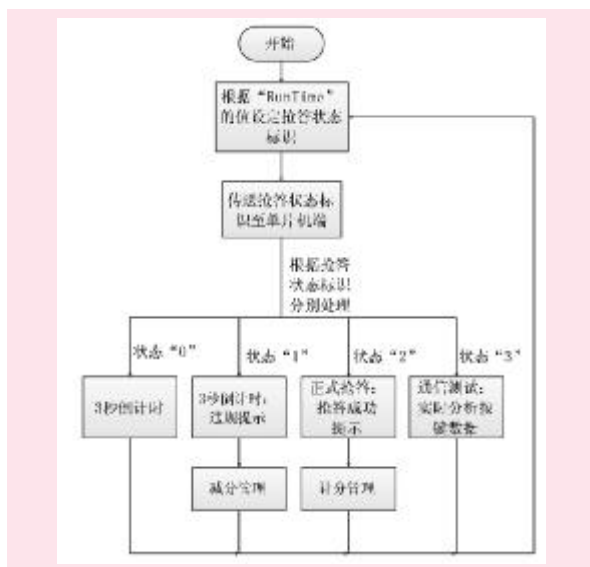 开始
根据“RunTime”
的值设定抢答状态
标识
传送抢答状态标
识至单片机端
根据抢答
状态标识
分别处理
状态“0”
状态“1”
状态“2”
状态“3”
3秒倒计时
3秒倒计时:
违规提示
正式抢答:
抢答成功
提示
通信测试:
实时分析按
键数据
减分管理
计分管理